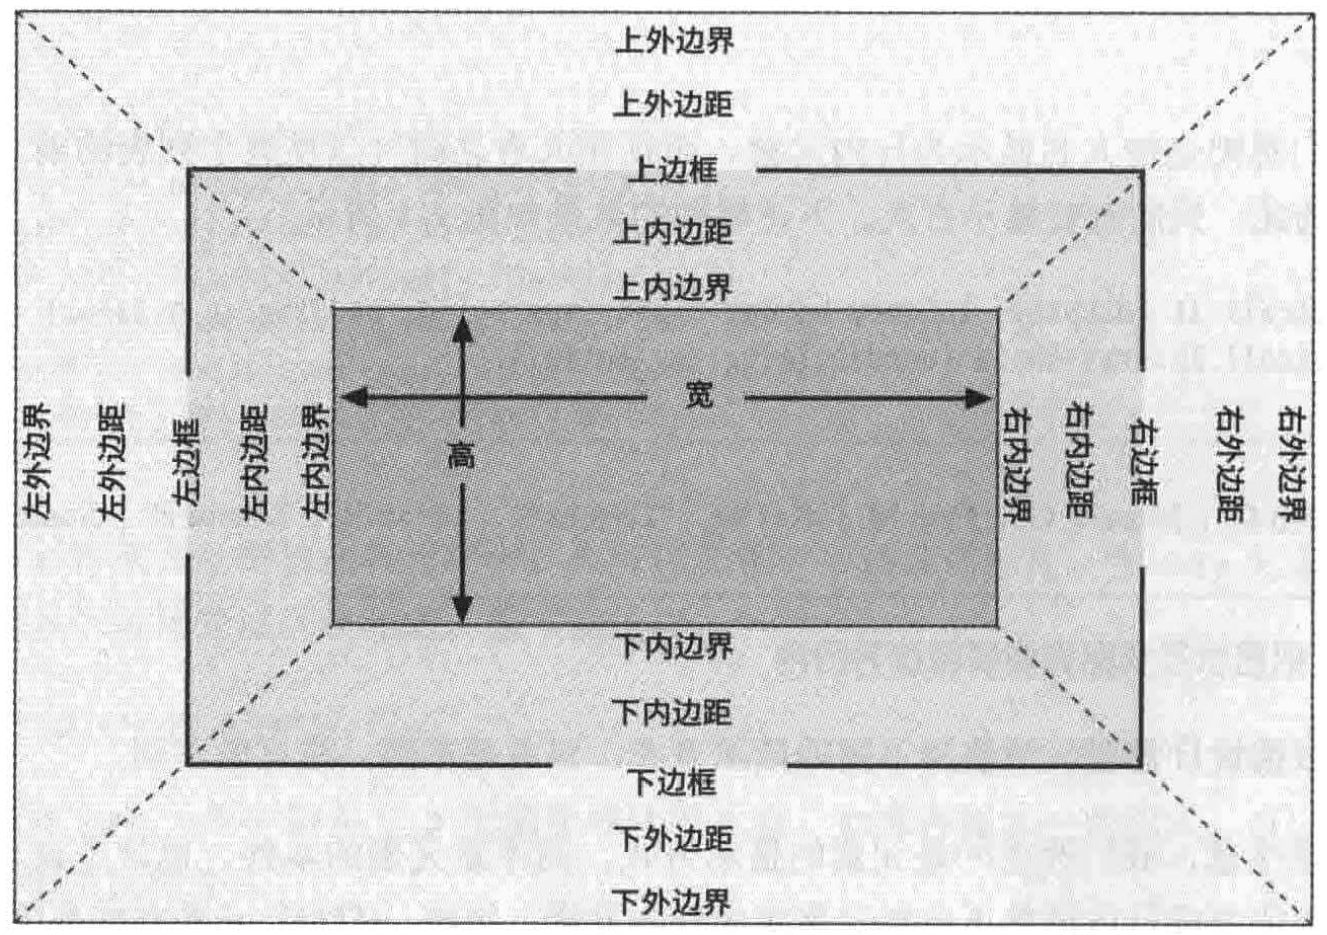 上外边界
上外边距
上边框
上内边距
上内边界
宽
高
左外边界
左外边距
左边框
左内边距
左内边界
右内边界
右内边距
右边框
右外边距
右外边界
下内边界
下内边距
下边框
下外边距
下外边界